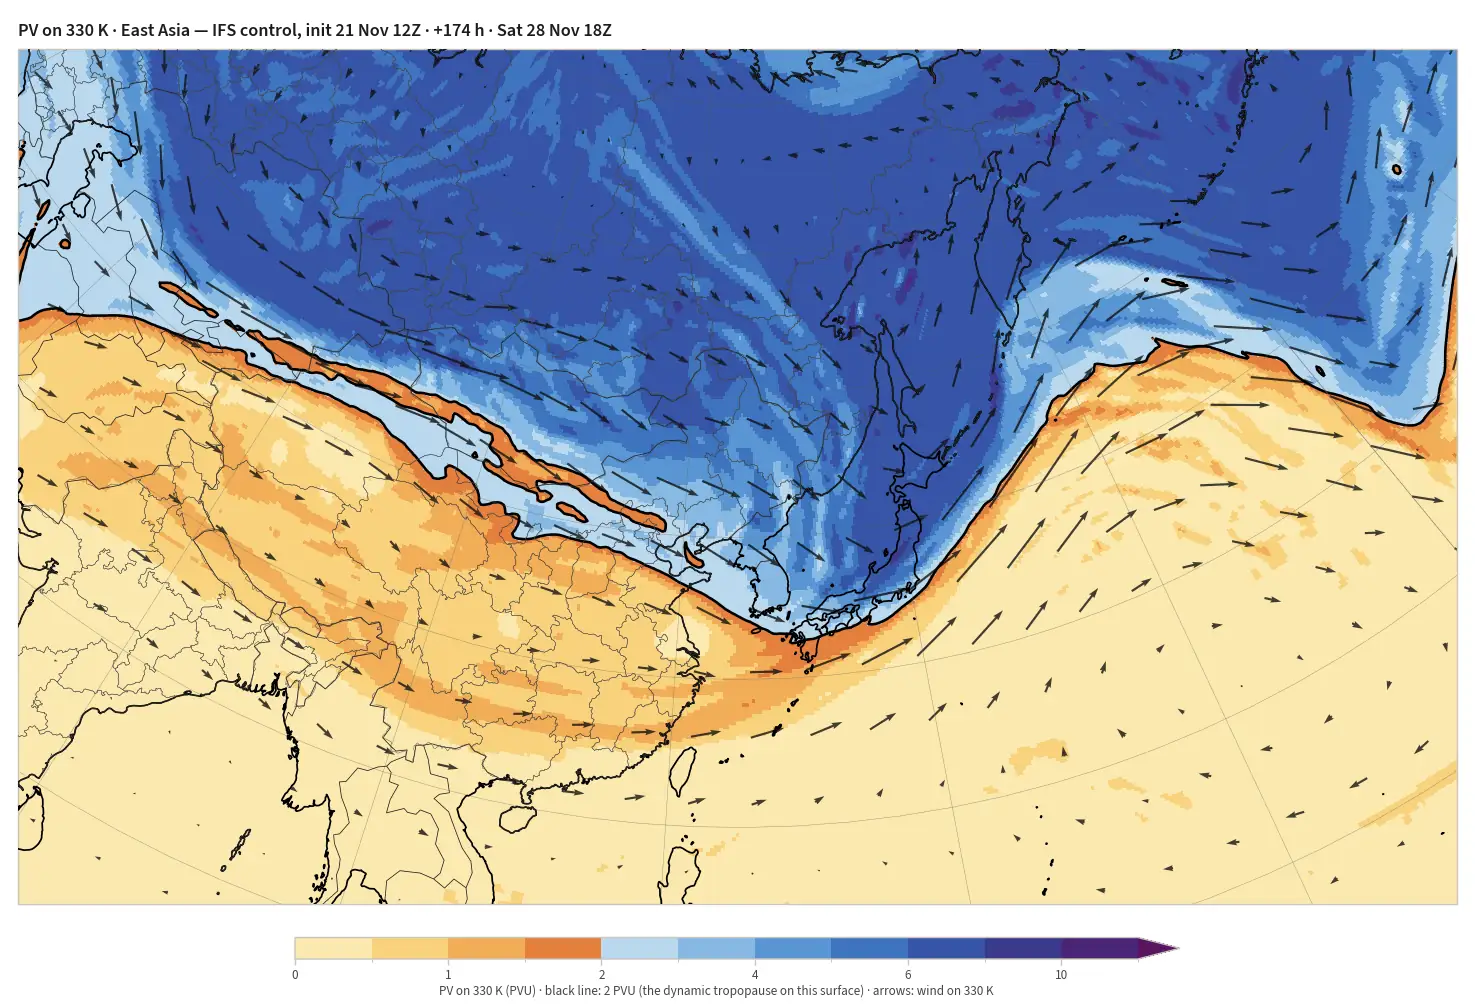 PV on 330 K · East Asia — IFS control, init 21 Nov 12Z · +174 h · Sat 28 Nov 18Z
0 1 2 4 6 10
PV on 330 K (PVU) · black line: 2 PVU (the dynamic tropopause on this surface) · arrows: wind on 330 K